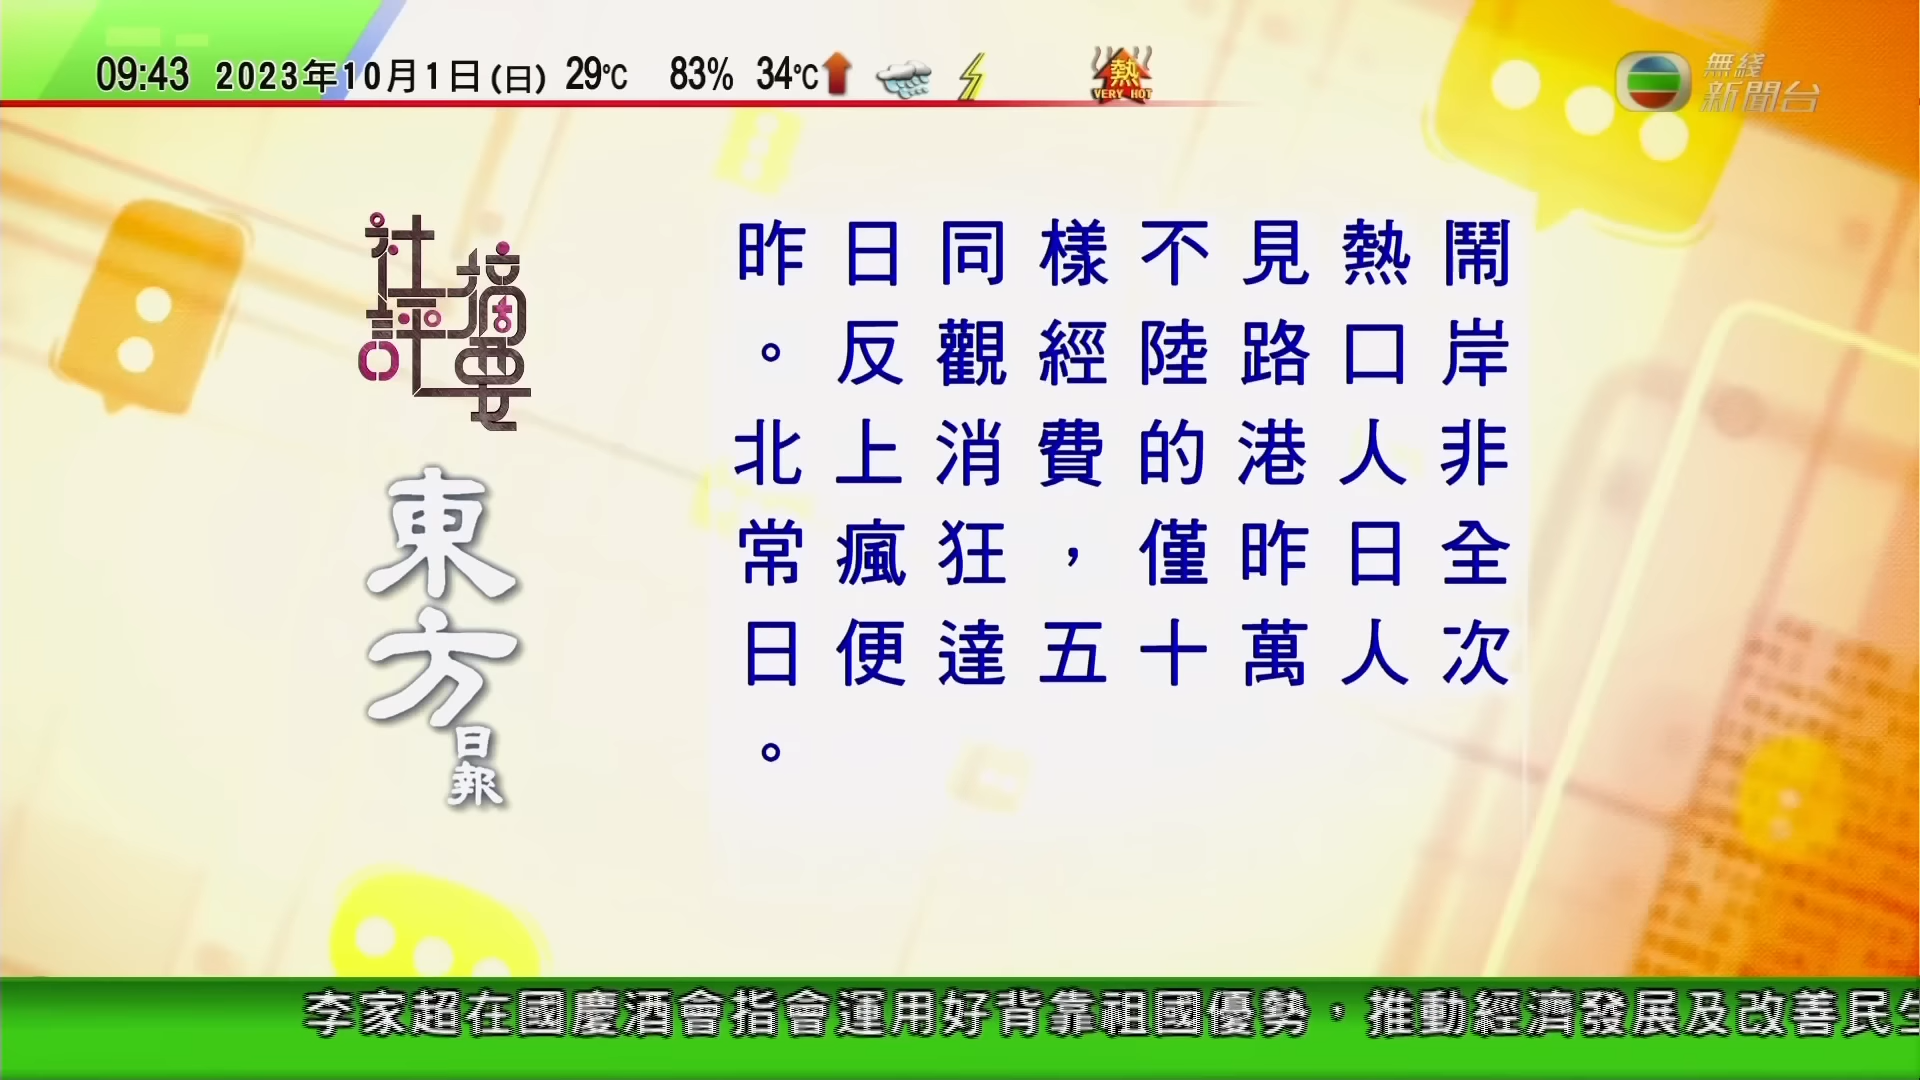 09:43 2023年10月1日(日) 29℃ 83% 34℃
熱
VERY HOT
無綫
新聞台
社評
摘要
東方
日報
昨日同樣不見熱鬧
。反觀經陸路口岸
北上消費的港人非
常瘋狂，僅昨日全
日便達五十萬人次
。
李家超在國慶酒會指會運用好背靠祖國優勢，推動經濟發展及改善民生